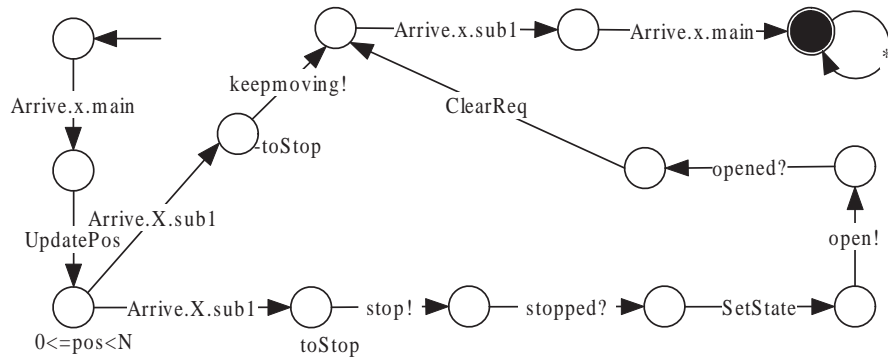 Arrive.x.sub1
Arrive.x.main
*
keepmoving!
Arrive.x.main
ClearReq
-toStop
opened?
Arrive.X.sub1
UpdatePos
open!
Arrive.X.sub1
stop!
stopped?
SetState
0<=pos<N
toStop